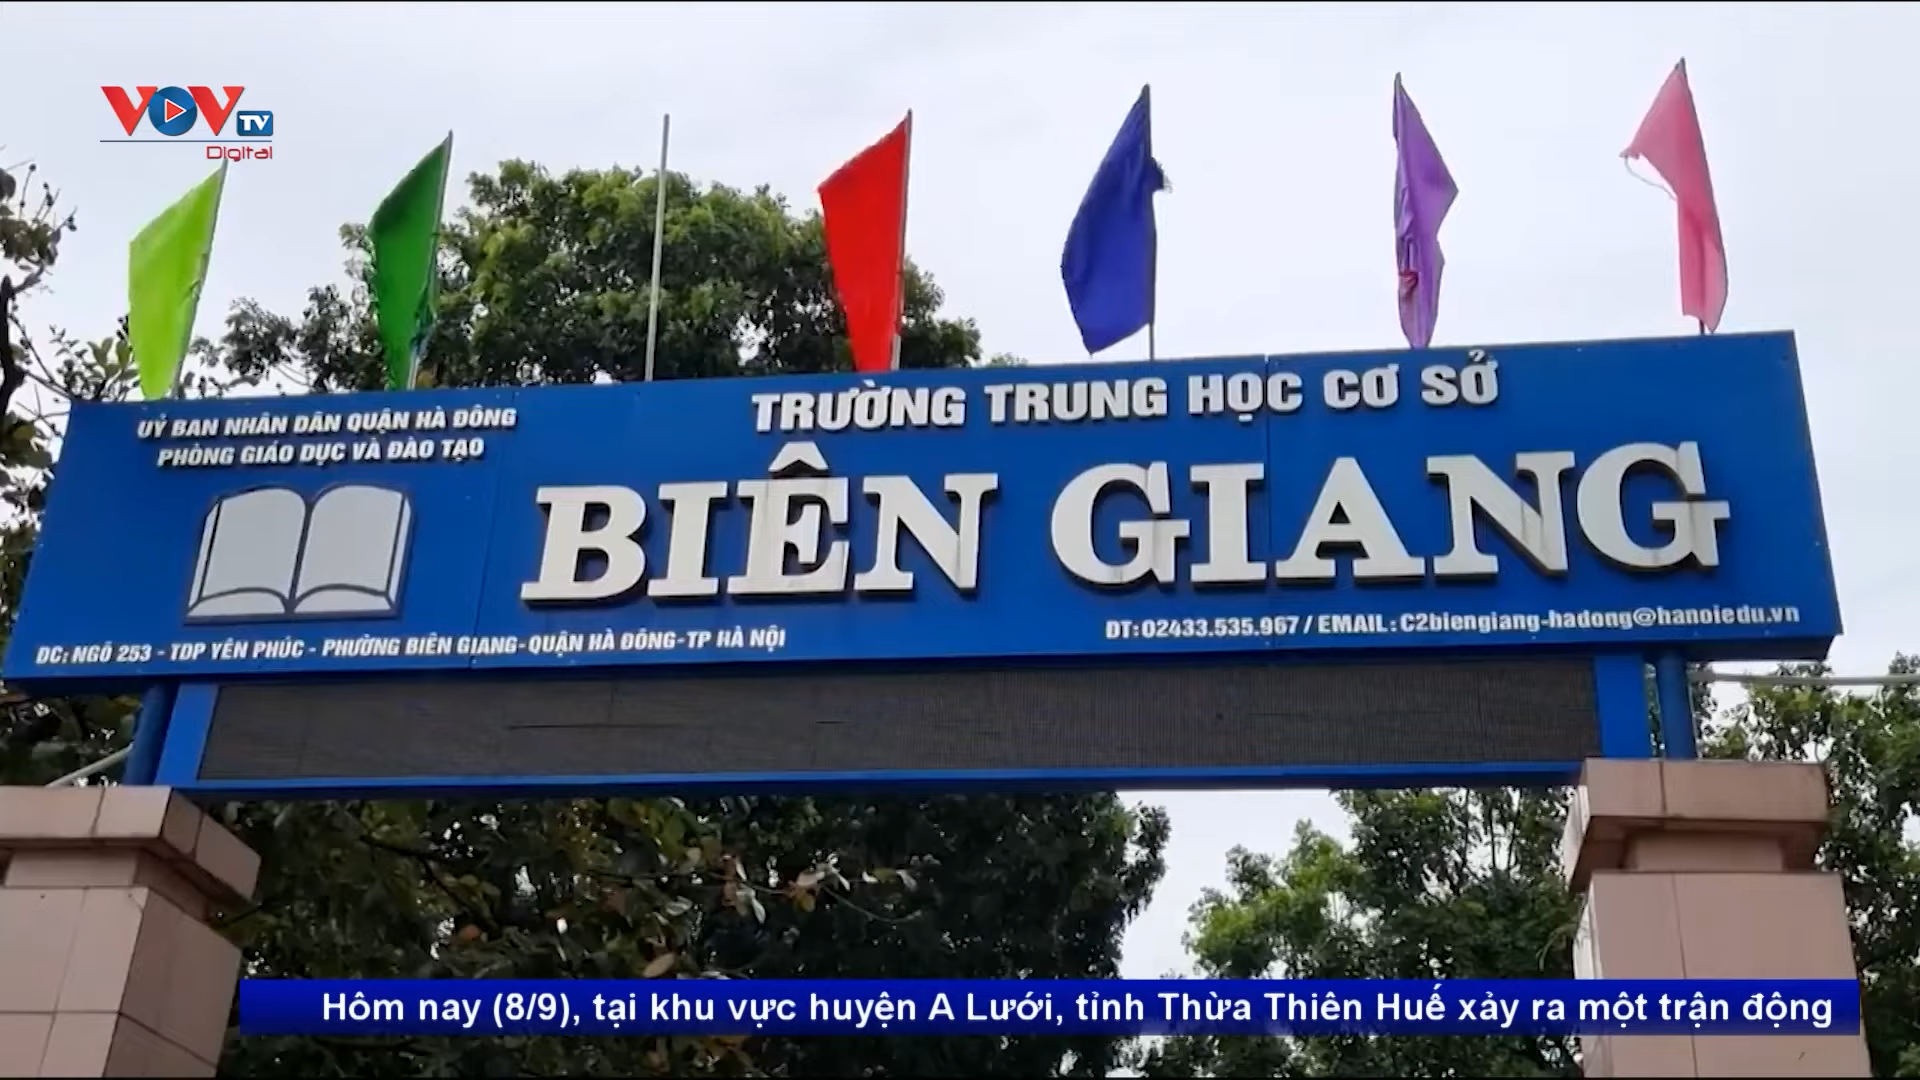 VOV TV
Digital
UỶ BAN NHÂN DÂN QUẬN HÀ ĐÔNG
PHÒNG GIÁO DỤC VÀ ĐÀO TẠO
TRƯỜNG TRUNG HỌC CƠ SỞ
BIÊN GIANG
ĐC: NGÕ 253 - TDP YÊN PHÚC - PHƯỜNG BIÊN GIANG - QUẬN HÀ ĐÔNG - TP HÀ NỘI
ĐT: 02433.535.967 / EMAIL: C2biengiang-hadong@hanoiedu.vn
Hôm nay (8/9), tại khu vực huyện A Lưới, tỉnh Thừa Thiên Huế xảy ra một trận động